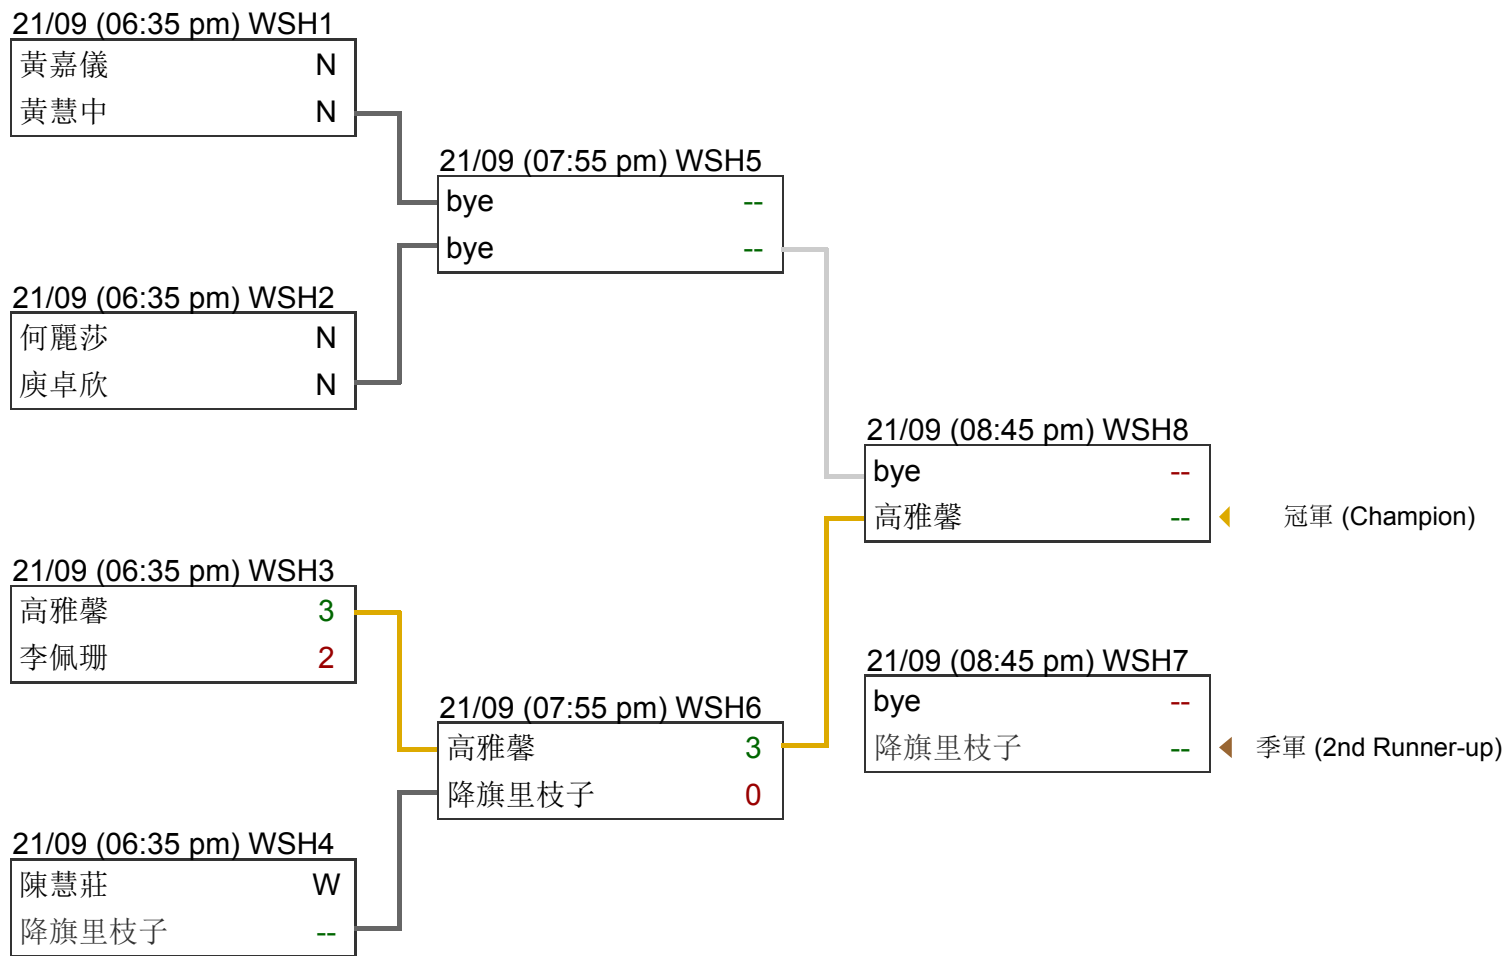 21/09 (06:35 pm) WSH1
黃嘉儀 N
黃慧中 N
21/09 (07:55 pm) WSH5
bye --
bye --
21/09 (06:35 pm) WSH2
何麗莎 N
庾卓欣 N
21/09 (08:45 pm) WSH8
bye --
高雅馨 -- 冠軍 (Champion)
21/09 (06:35 pm) WSH3
高雅馨 3
李佩珊 2
21/09 (08:45 pm) WSH7
bye --
降旗里枝子 -- 季軍 (2nd Runner-up)
21/09 (07:55 pm) WSH6
高雅馨 3
降旗里枝子 0
21/09 (06:35 pm) WSH4
陳慧莊 W
降旗里枝子 --